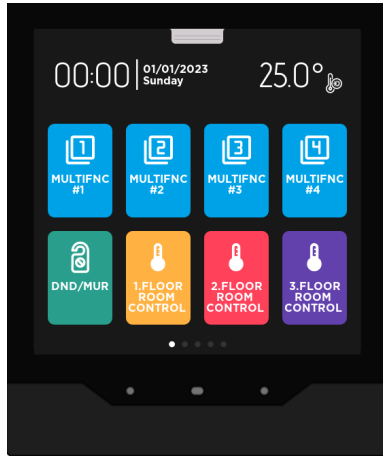 00:00
01/01/2023
Sunday
25.0°
1
2
3
4
MULTIFNC
#1
MULTIFNC
#2
MULTIFNC
#3
MULTIFNC
#4
DND/MUR
1.FLOOR
ROOM
CONTROL
2.FLOOR
ROOM
CONTROL
3.FLOOR
ROOM
CONTROL